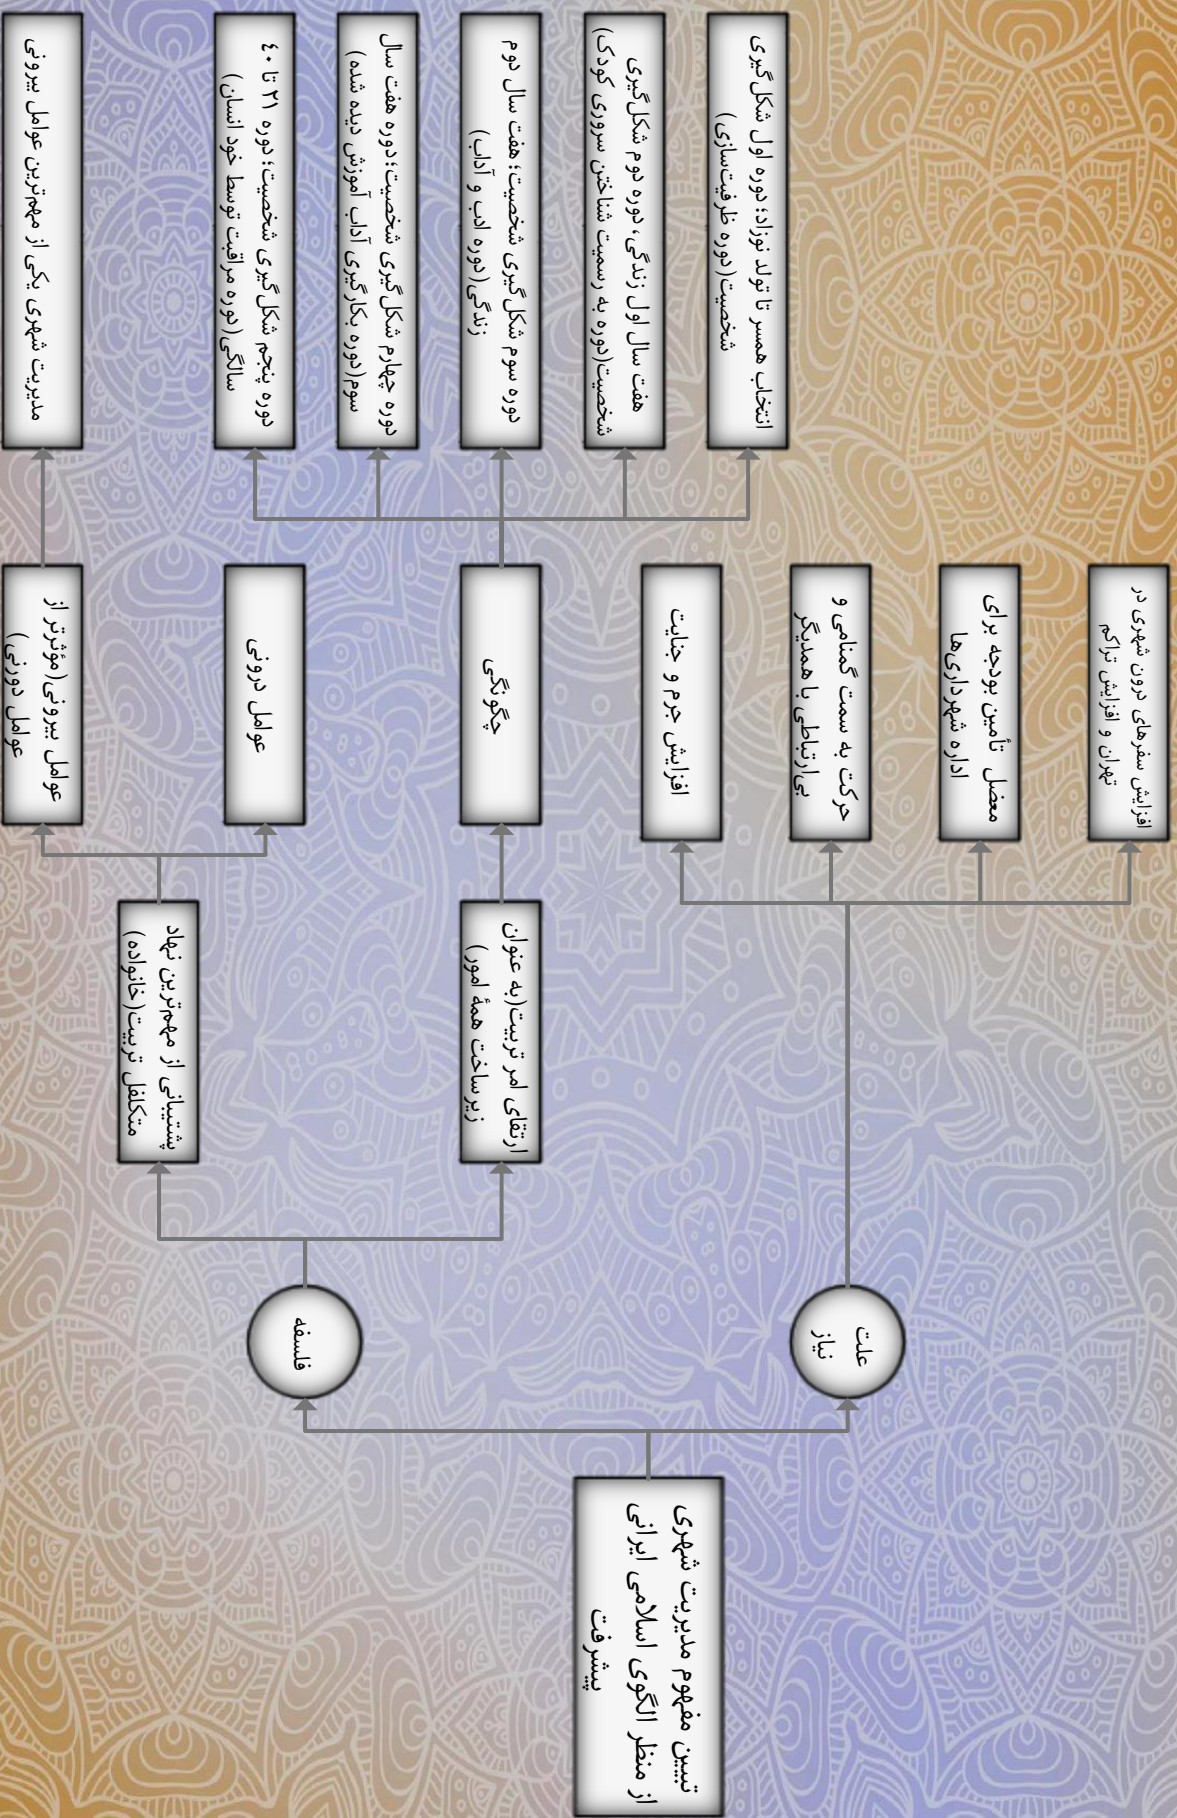 تبیین مفهوم مدیریت شهری
از منظر الگوی اسلامی ایرانی
پیشرفت
علت
نیاز
افزایش سفرهای درون شهری در
تهران و افزایش تراکم
معضل تأمین بودجه برای
اداره شهرداری‌ها
حرکت به سمت گمنامی و
بی‌ارتباطی با همدیگر
افزایش جرم و جنایت
فلسفه
ارتقای امر تربیت(به عنوان
زیرساخت همۀ امور)
چگونگی
انتخاب همسر تا تولد نوزاد؛ دوره اول شکل‌گیری
شخصیت(دوره ظرفیت‌سازی)
هفت سال اول زندگی، دوره دوم شکل‌گیری
شخصیت(دوره به رسمیت شناختن سروری کودک)
دوره سوم شکل‌گیری شخصیت؛ هفت سال دوم
زندگی(دوره ادب و آداب)
دوره چهارم شکل‌گیری شخصیت؛دوره هفت سال
سوم(دوره بکارگیری آداب آموزش دیده شده)
دوره پنجم شکل‌گیری شخصیت؛ دوره ۲۱ تا ٤٠
سالگی(دوره مراقبت توسط خود انسان)
پشتیبانی از مهم‌ترین نهاد
متکلفل تربیت(خانواده)
عوامل درونی
عوامل بیرونی(مؤثرتر از
عوامل دورنی)
مدیریت شهری یکی از مهم‌ترین عوامل بیرونی